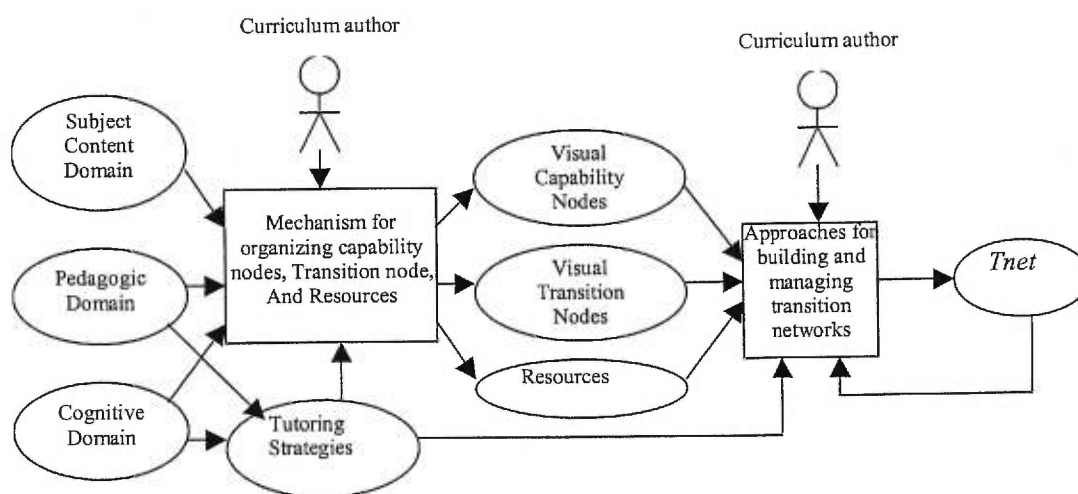 Curriculum author
Curriculum author
Subject
Content
Domain
Visual
Capability
Nodes
Mechanism for
organizing capability
nodes, Transition node,
And Resources
Approaches for
building and
managing
transition
networks
Pedagogic
Domain
Visual
Transition
Nodes
Tnet
Resources
Cognitive
Domain
Tutoring
Strategies